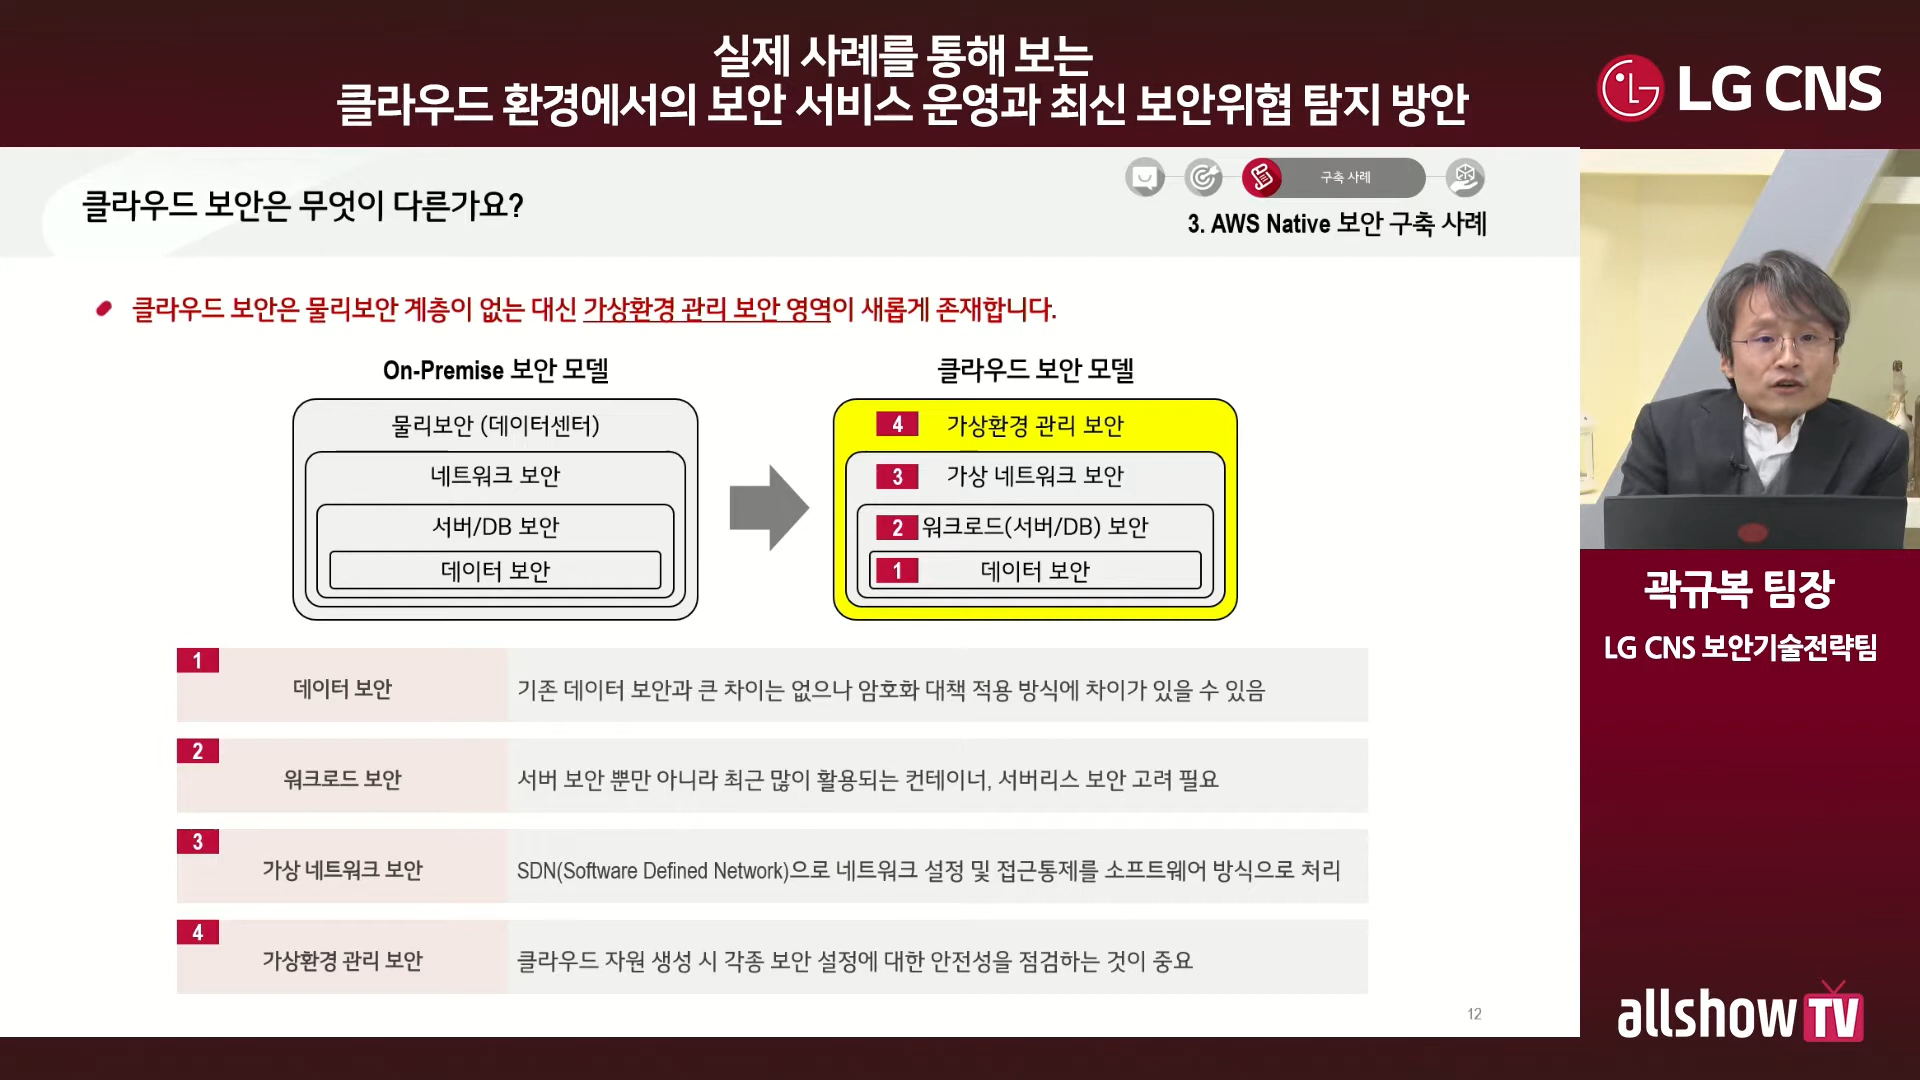 실제 사례를 통해 보는
클라우드 환경에서의 보안 서비스 운영과 최신 보안위협 탐지 방안
LG CNS
클라우드 보안은 무엇이 다른가요?
구축 사례
3. AWS Native 보안 구축 사례
클라우드 보안은 물리보안 계층이 없는 대신 가상환경 관리 보안 영역이 새롭게 존재합니다.
On-Premise 보안 모델
물리보안 (데이터센터)
네트워크 보안
서버/DB 보안
데이터 보안
클라우드 보안 모델
4 가상환경 관리 보안
3 가상 네트워크 보안
2 워크로드(서버/DB) 보안
1 데이터 보안
1
데이터 보안
기존 데이터 보안과 큰 차이는 없으나 암호화 대책 적용 방식에 차이가 있을 수 있음
2
워크로드 보안
서버 보안 뿐만 아니라 최근 많이 활용되는 컨테이너, 서버리스 보안 고려 필요
3
가상 네트워크 보안
SDN(Software Defined Network)으로 네트워크 설정 및 접근통제를 소프트웨어 방식으로 처리
4
가상환경 관리 보안
클라우드 자원 생성 시 각종 보안 설정에 대한 안전성을 점검하는 것이 중요
12
곽규복 팀장
LG CNS 보안기술전략팀
allshow TV